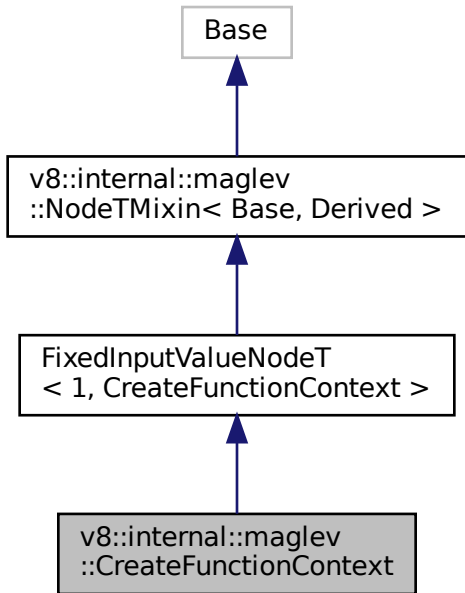 Base
v8::internal::maglev
::NodeTMixin< Base, Derived >
FixedInputValueNodeT
< 1, CreateFunctionContext >
v8::internal::maglev
::CreateFunctionContext